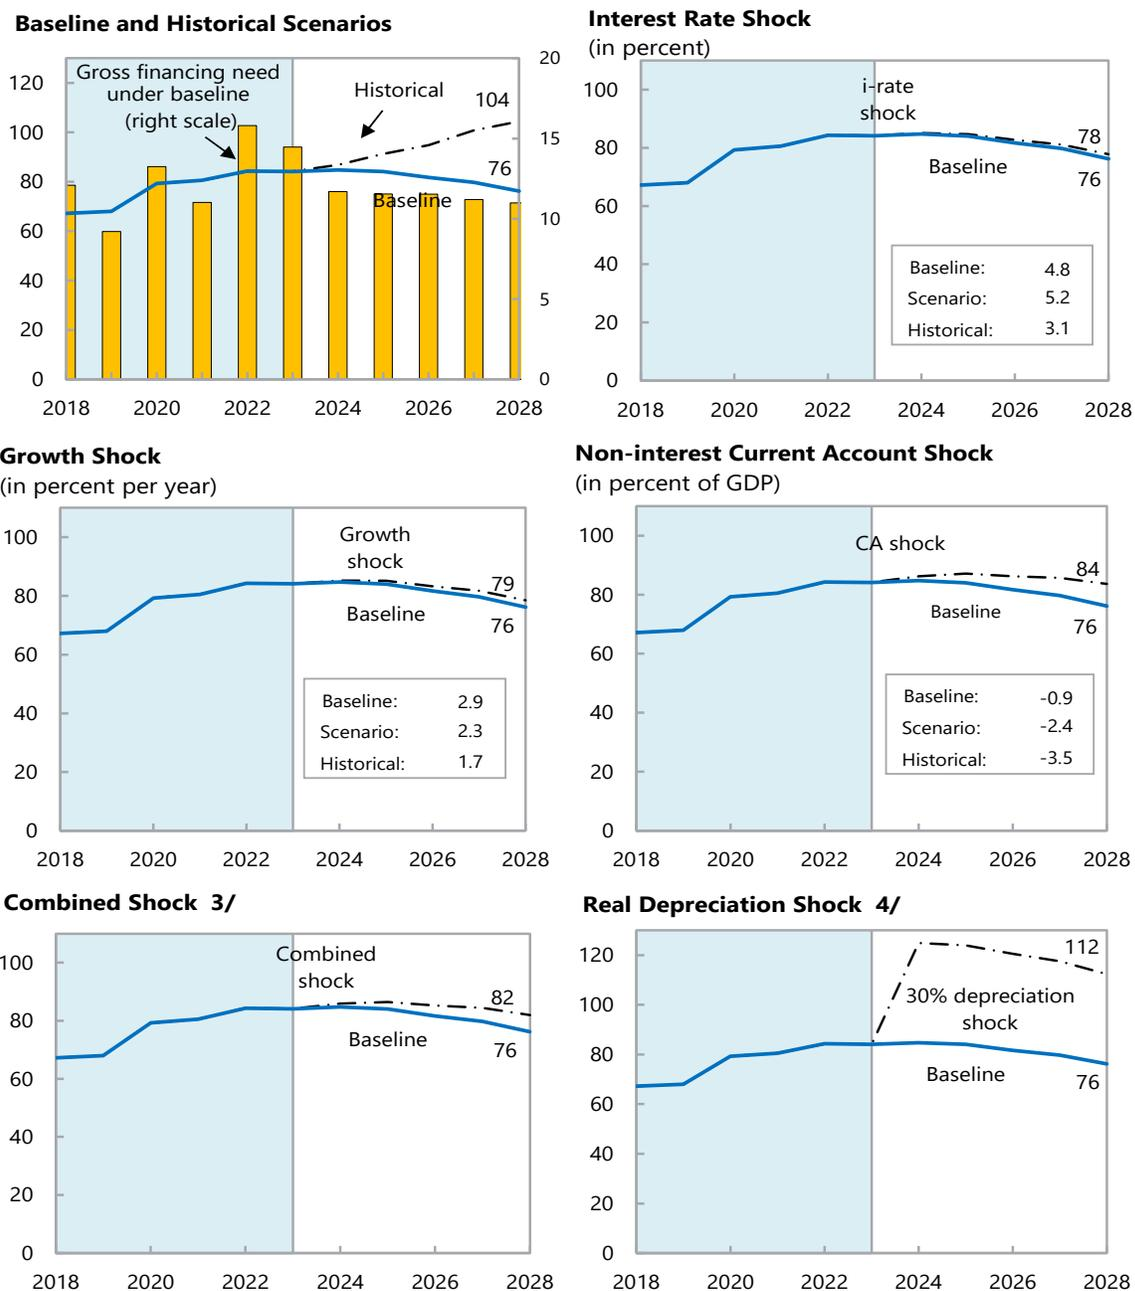 Baseline and Historical Scenarios
120
100
80
60
40
20
0
20
15
10
5
0
Gross financing need
under baseline
(right scale)
Historical
104
76
Baseline
2018 2020 2022 2024 2026 2028
Interest Rate Shock
(in percent)
100
80
60
40
20
0
i-rate
shock
78
Baseline
76
Baseline: 4.8
Scenario: 5.2
Historical: 3.1
2018 2020 2022 2024 2026 2028
Growth Shock
(in percent per year)
100
80
60
40
20
0
Growth
shock
79
Baseline
76
Baseline: 2.9
Scenario: 2.3
Historical: 1.7
2018 2020 2022 2024 2026 2028
Non-interest Current Account Shock
(in percent of GDP)
100
80
60
40
20
0
CA shock
84
Baseline
76
Baseline: -0.9
Scenario: -2.4
Historical: -3.5
2018 2020 2022 2024 2026 2028
Combined Shock 3/
100
80
60
40
20
0
Combined
shock
82
Baseline
76
2018 2020 2022 2024 2026 2028
Real Depreciation Shock 4/
120
100
80
60
40
20
0
112
30% depreciation
shock
Baseline
76
2018 2020 2022 2024 2026 2028